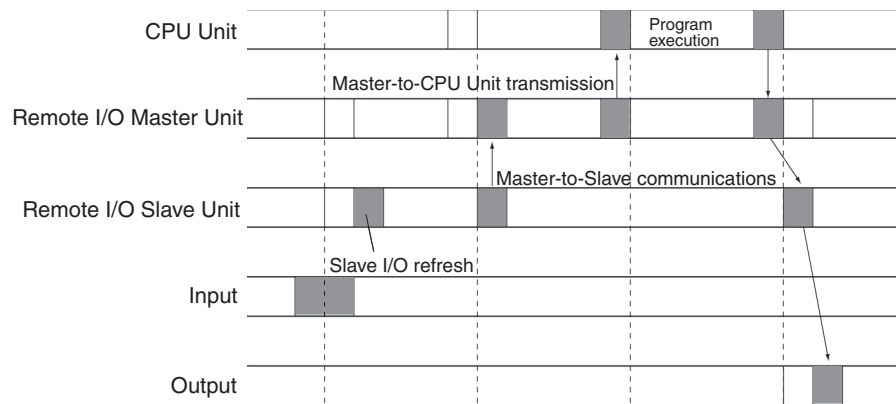 CPU Unit
Program
execution
Master-to-CPU Unit transmission
Remote I/O Master Unit
Master-to-Slave communications
Remote I/O Slave Unit
Slave I/O refresh
Input
Output